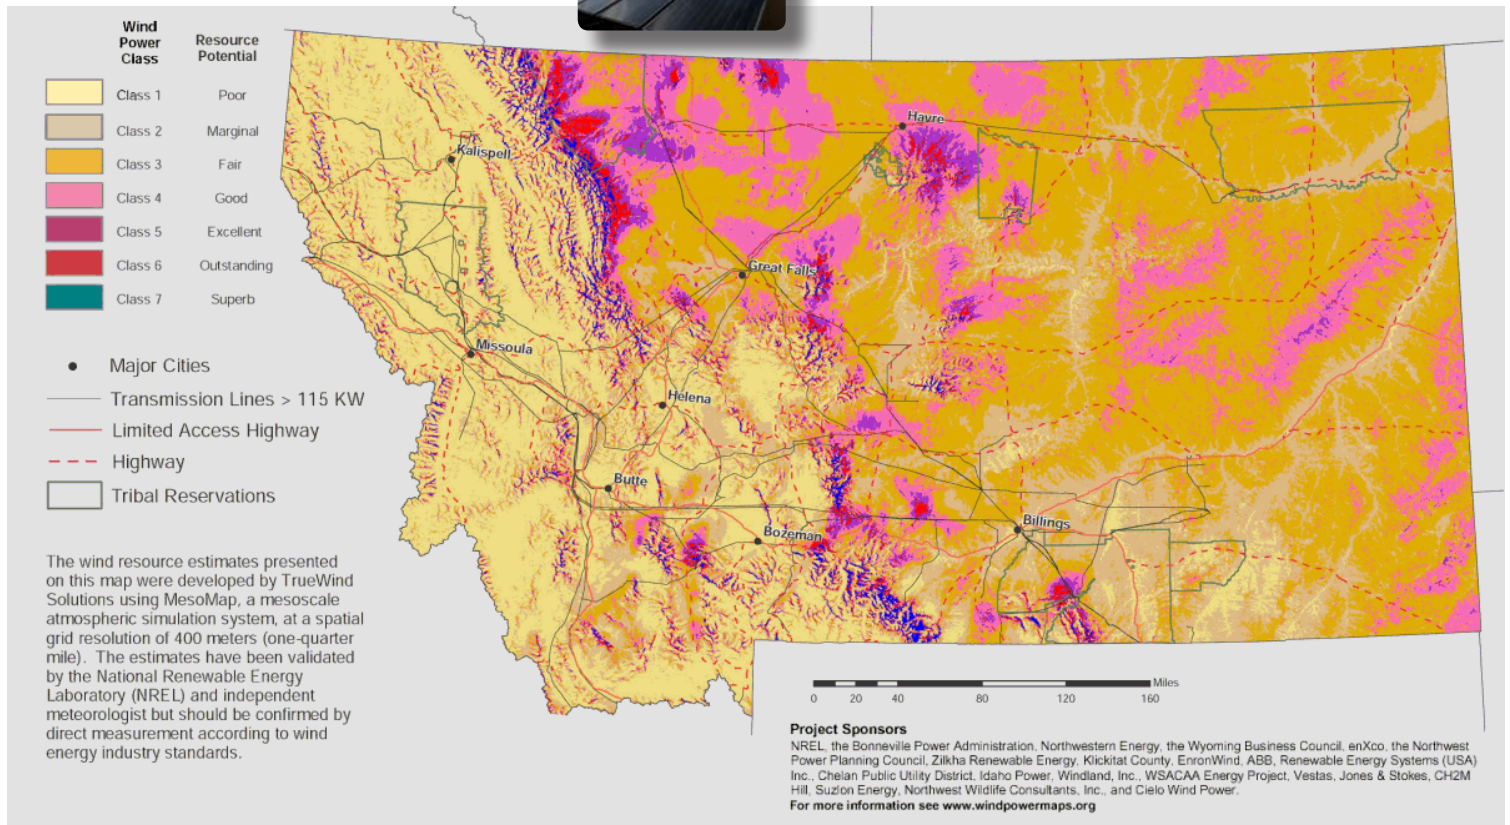 Wind
Power
Class
Resource
Potential
Class 1 Poor
Class 2 Marginal
Class 3 Fair
Class 4 Good
Class 5 Excellent
Class 6 Outstanding
Class 7 Superb
Major Cities
Transmission Lines > 115 KW
Limited Access Highway
Highway
Tribal Reservations
The wind resource estimates presented
on this map were developed by TrueWind
Solutions using MesoMap, a mesoscale
atmospheric simulation system, at a spatial
grid resolution of 400 meters (one-quarter
mile). The estimates have been validated
by the National Renewable Energy
Laboratory (NREL) and independent
meteorologist but should be confirmed by
direct measurement according to wind
energy industry standards.
Havre
Kalispell
Great Falls
Missoula
Helena
Butte
Billings
Bozeman
Miles
0 20 40 80 120 160
Project Sponsors
NREL, the Bonneville Power Administration, Northwestern Energy, the Wyoming Business Council, enXco, the Northwest
Power Planning Council, Zilkha Renewable Energy, Klickitat County, EnronWind, ABB, Renewable Energy Systems (USA)
Inc., Chelan Public Utility District, Idaho Power, Windland, Inc., WSACAA Energy Project, Vestas, Jones & Stokes, CH2M
Hill, Suzlon Energy, Northwest Wildlife Consultants, Inc., and Cielo Wind Power.
For more information see www.windpowermaps.org